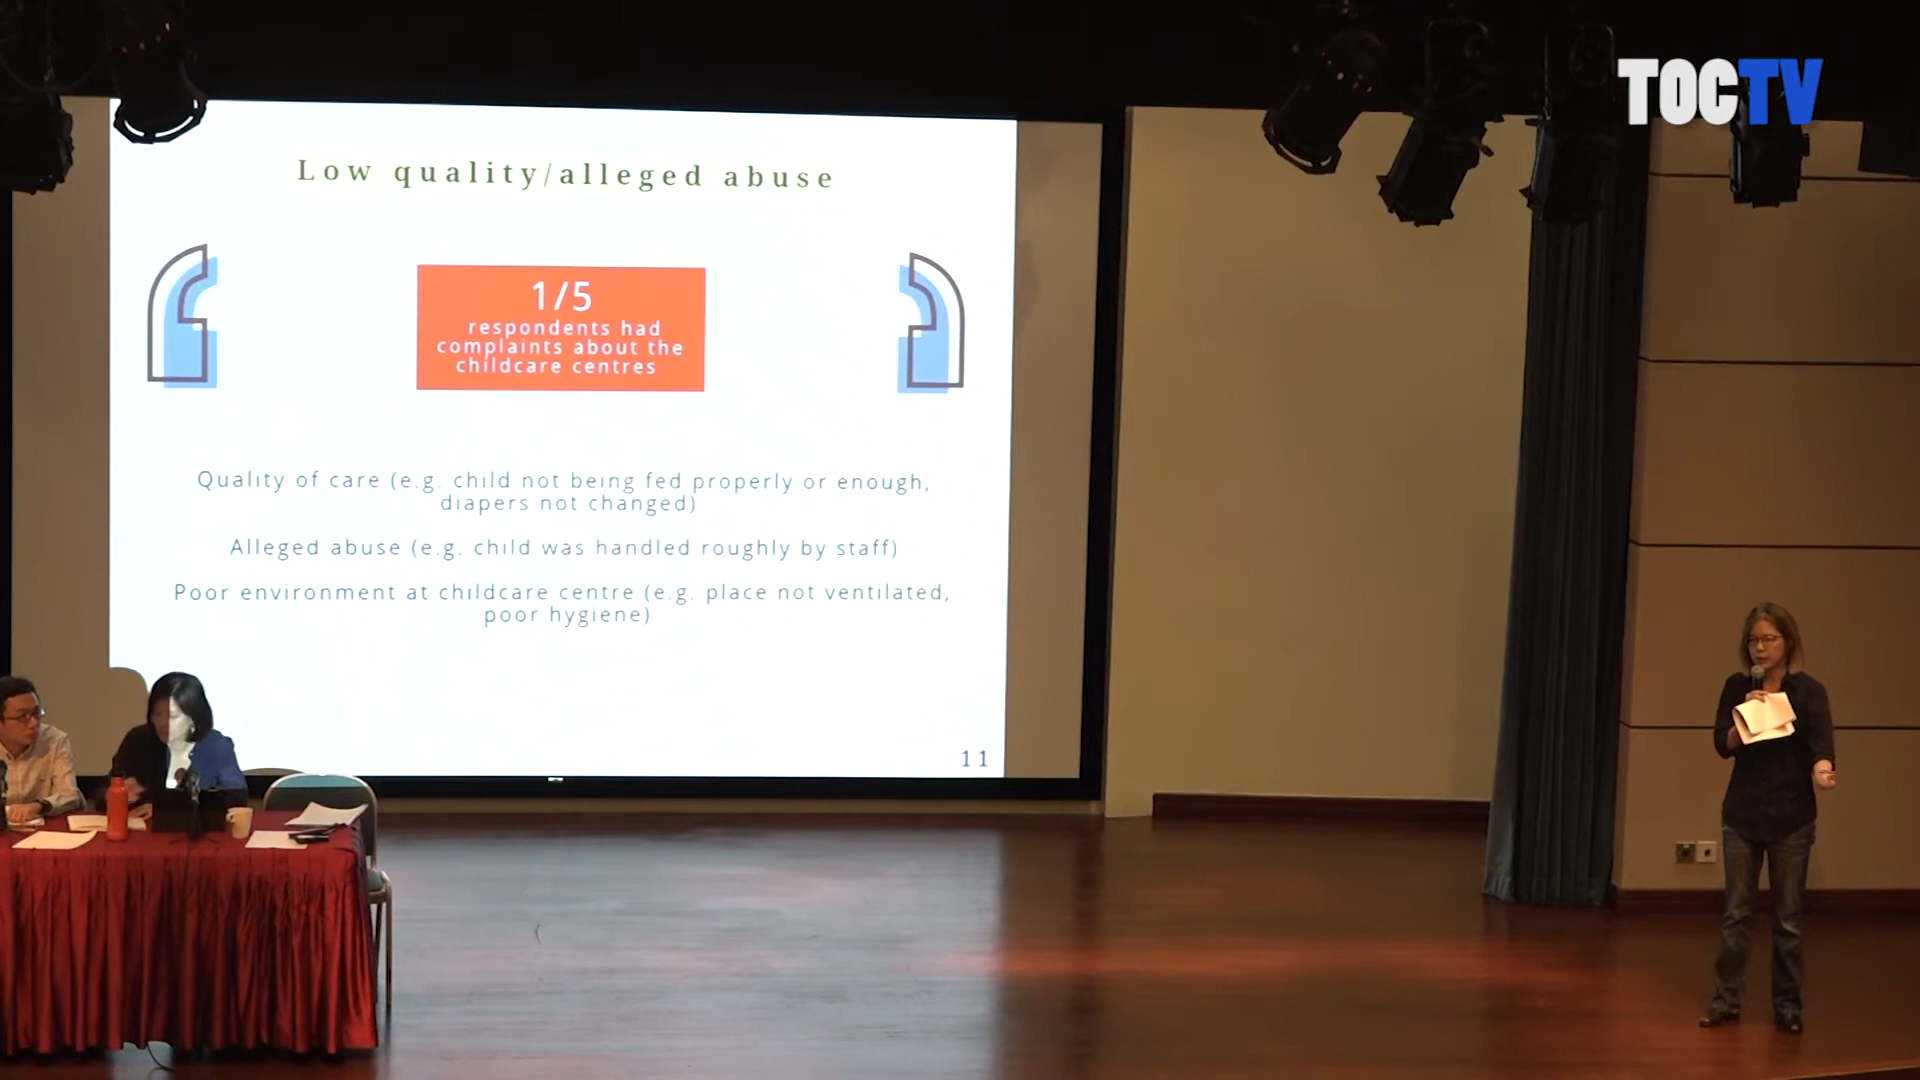 TOCTV
Low quality/alleged abuse
1/5
respondents had
complaints about the
childcare centres
Quality of care (e.g. child not being fed properly or enough,
diapers not changed)
Alleged abuse (e.g. child was handled roughly by staff)
Poor environment at childcare centre (e.g. place not ventilated,
poor hygiene)
11